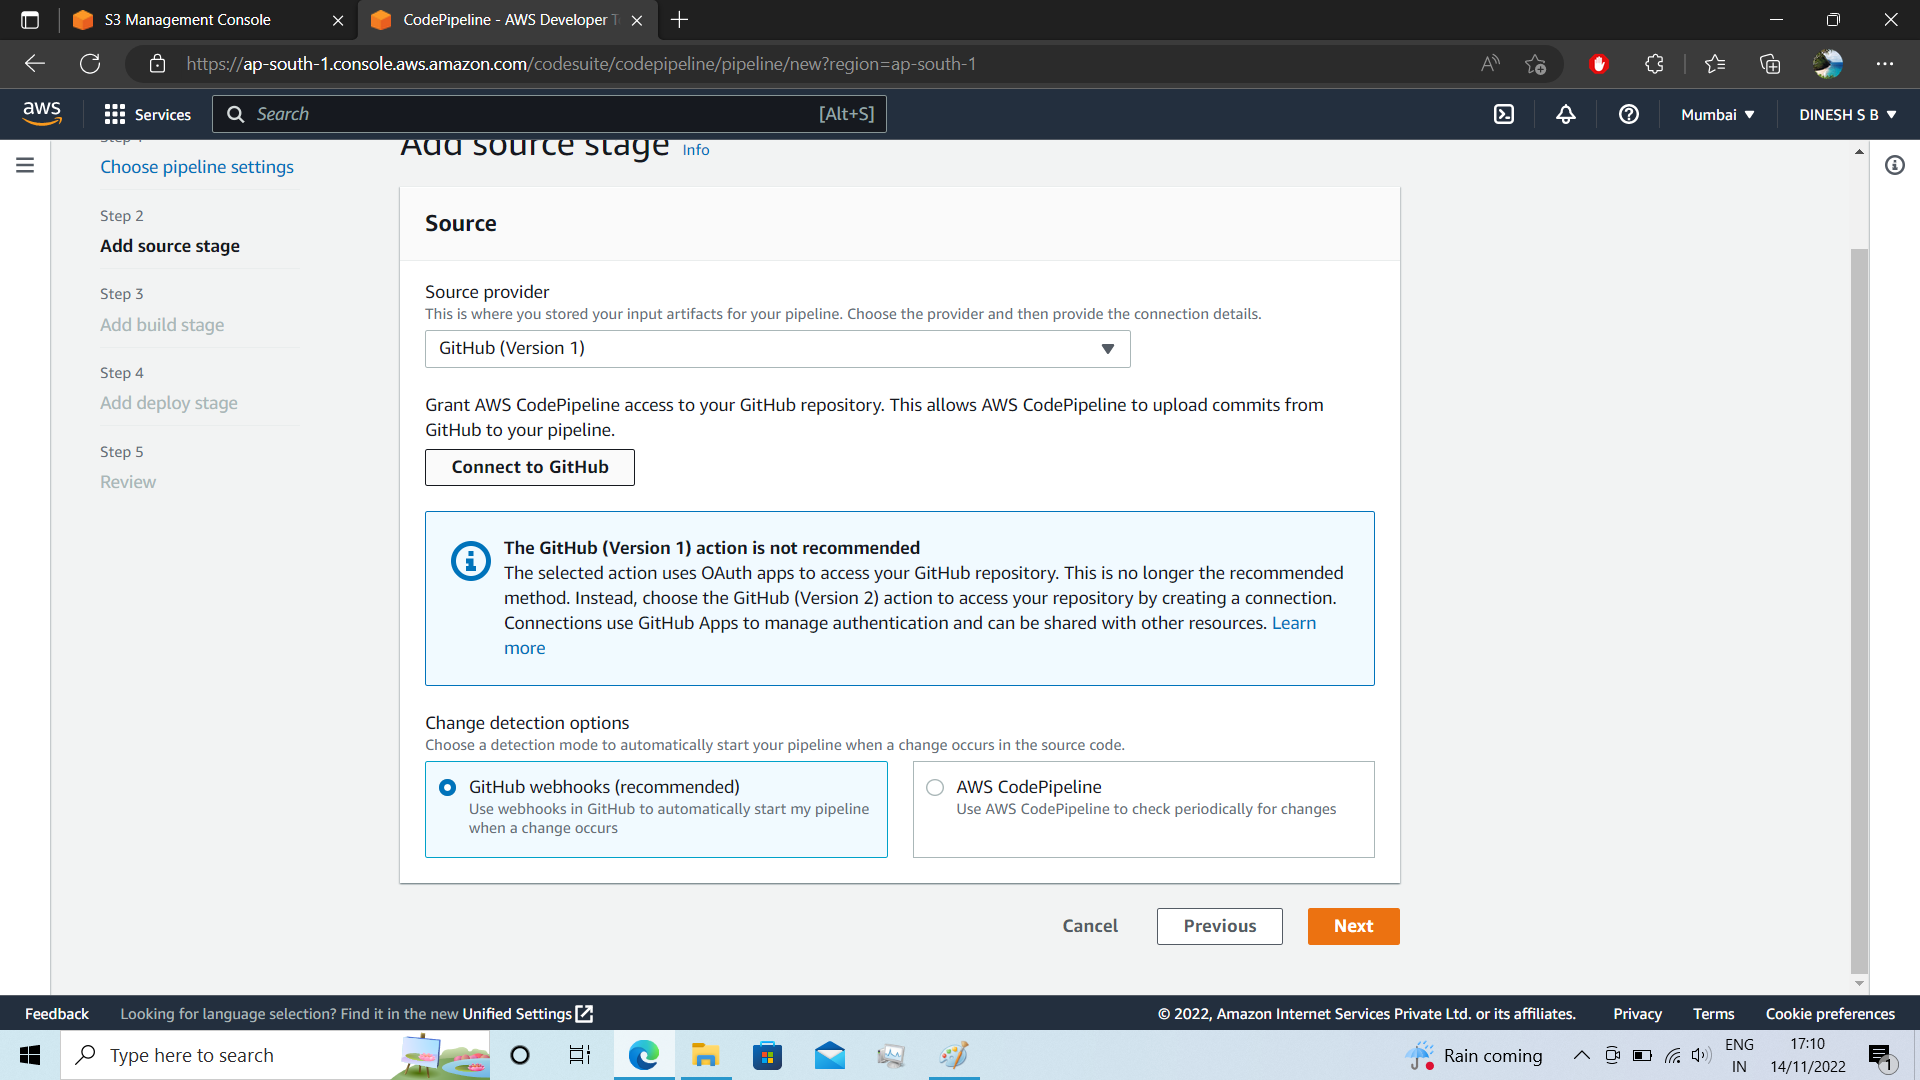 S3 Management Console
CodePipeline - AWS Developer T
https://ap-south-1.console.aws.amazon.com/codesuite/codepipeline/pipeline/new?region=ap-south-1
aws
Services
Search
[Alt+S]
Mumbai
DINESH S B
Choose pipeline settings
Step 2
Add source stage
Step 3
Add build stage
Step 4
Add deploy stage
Step 5
Review
Add source stage Info
Source
Source provider
This is where you stored your input artifacts for your pipeline. Choose the provider and then provide the connection details.
GitHub (Version 1)
Grant AWS CodePipeline access to your GitHub repository. This allows AWS CodePipeline to upload commits from
GitHub to your pipeline.
Connect to GitHub
The GitHub (Version 1) action is not recommended
The selected action uses OAuth apps to access your GitHub repository. This is no longer the recommended
method. Instead, choose the GitHub (Version 2) action to access your repository by creating a connection.
Connections use GitHub Apps to manage authentication and can be shared with other resources. Learn
more
Change detection options
Choose a detection mode to automatically start your pipeline when a change occurs in the source code.
GitHub webhooks (recommended)
Use webhooks in GitHub to automatically start my pipeline
when a change occurs
AWS CodePipeline
Use AWS CodePipeline to check periodically for changes
Cancel
Previous
Next
Feedback
Looking for language selection? Find it in the new Unified Settings
© 2022, Amazon Internet Services Private Ltd. or its affiliates.
Privacy
Terms
Cookie preferences
Type here to search
Rain coming
ENG
IN
17:10
14/11/2022
1